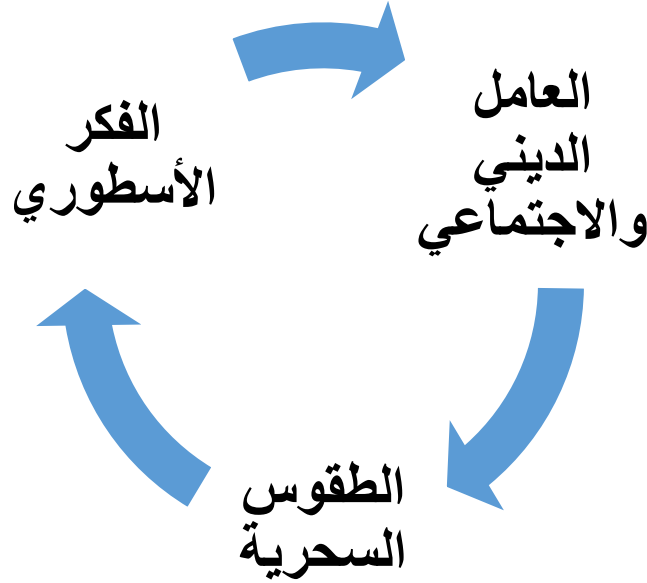 العامل
الديني
والاجتماعي
الطقوس
السحرية
الفكر
الأسطوري